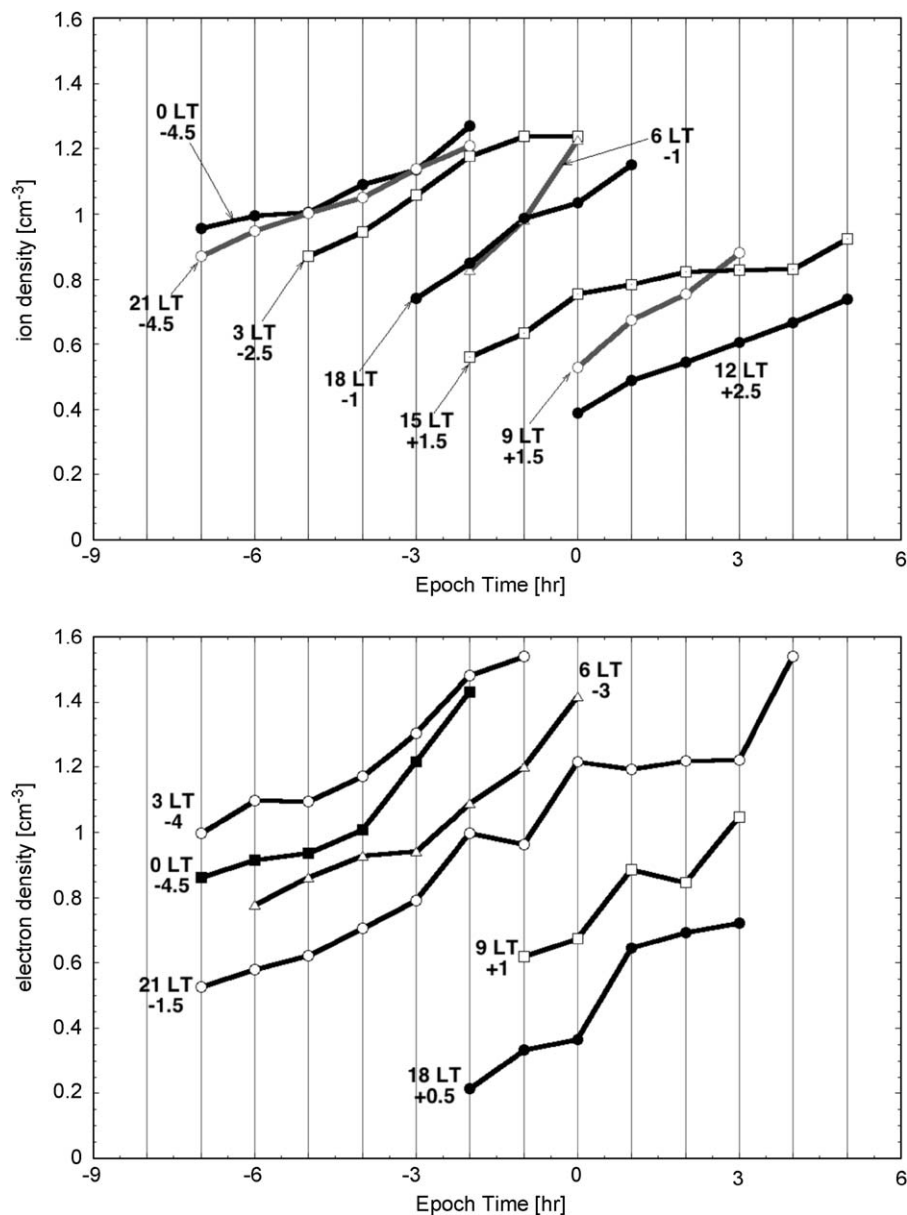 1.6
1.4
1.2
1
0.8
0.6
0.4
0.2
0
ion density [cm-3]
0 LT
-4.5
21 LT
-4.5
3 LT
-2.5
18 LT
-1
6 LT
-1
15 LT
+1.5
9 LT
+1.5
12 LT
+2.5
-9 -6 -3 0 3 6
Epoch Time [hr]
1.6
1.4
1.2
1
0.8
0.6
0.4
0.2
0
electron density [cm-3]
3 LT
-4
0 LT
-4.5
21 LT
-1.5
6 LT
-3
9 LT
+1
18 LT
+0.5
-9 -6 -3 0 3 6
Epoch Time [hr]